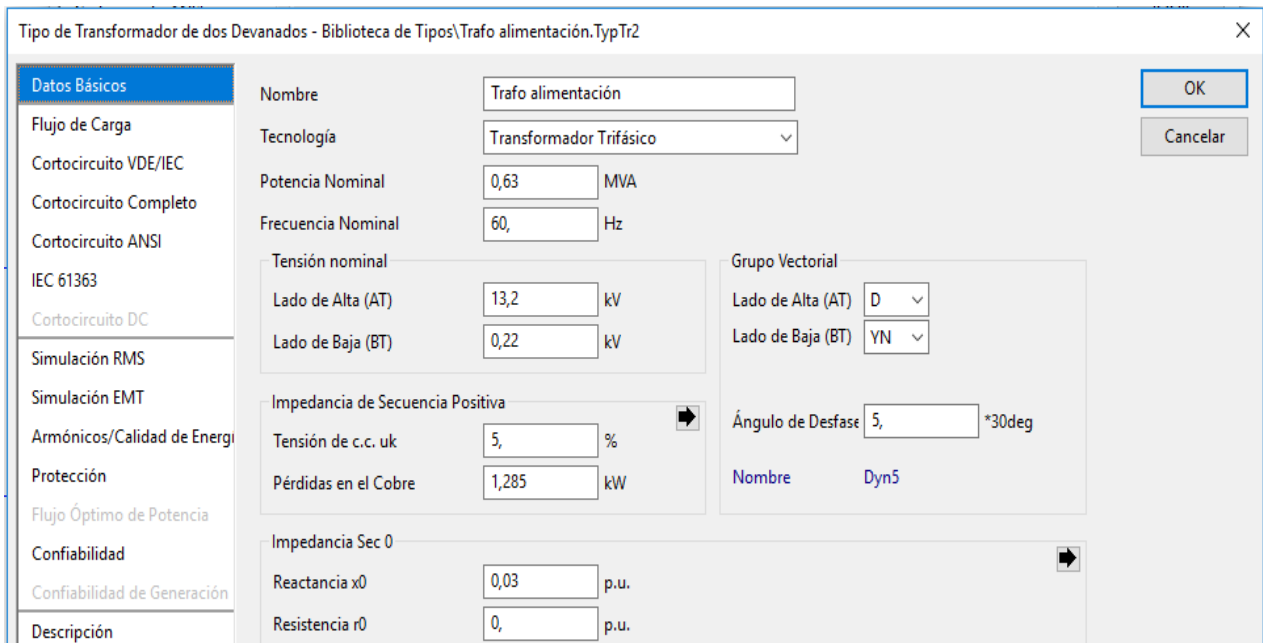 Tipo de Transformador de dos Devanados - Biblioteca de Tipos\Trafo alimentación.TypTr2
Datos Básicos
Flujo de Carga
Cortocircuito VDE/IEC
Cortocircuito Completo
Cortocircuito ANSI
IEC 61363
Cortocircuito DC
Simulación RMS
Simulación EMT
Armónicos/Calidad de Energí
Protección
Flujo Óptimo de Potencia
Confiabilidad
Confiabilidad de Generación
Descripción
Nombre Trafo alimentación
Tecnología Transformador Trifásico
Potencia Nominal 0,63 MVA
Frecuencia Nominal 60, Hz
Tensión nominal
Lado de Alta (AT) 13,2 kV
Lado de Baja (BT) 0,22 kV
Grupo Vectorial
Lado de Alta (AT) D
Lado de Baja (BT) YN
Ángulo de Desfase 5, *30deg
Nombre Dyn5
Impedancia de Secuencia Positiva
Tensión de c.c. uk 5, %
Pérdidas en el Cobre 1,285 kW
Impedancia Sec 0
Reactancia x0 0,03 p.u.
Resistencia r0 0, p.u.
OK
Cancelar